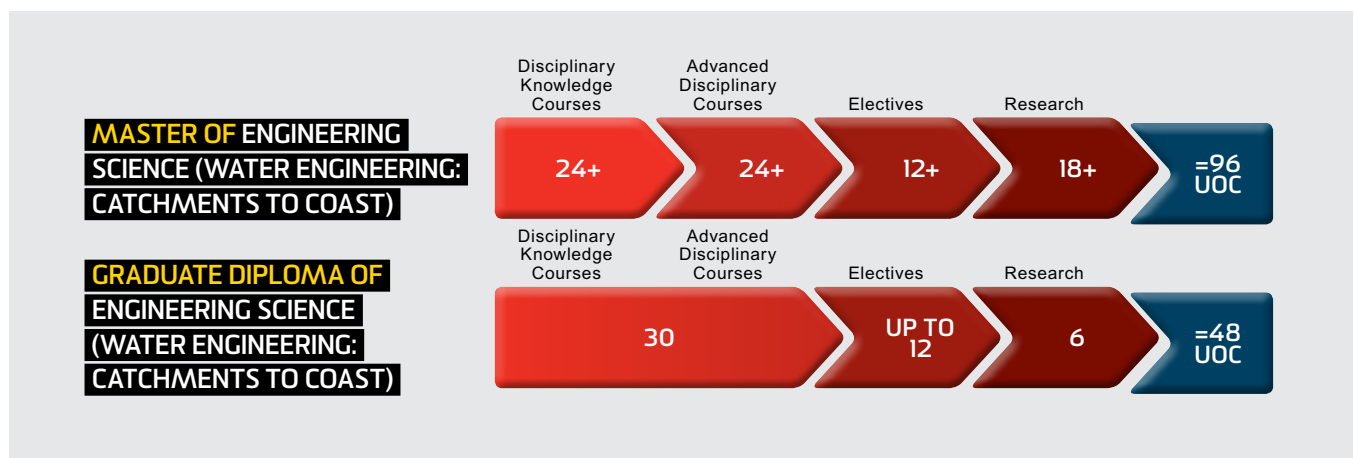 MASTER OF ENGINEERING
SCIENCE (WATER ENGINEERING:
CATCHMENTS TO COAST)
Disciplinary
Knowledge
Courses
Advanced
Disciplinary
Courses
Electives
Research
24+
24+
12+
18+
=96
UOC
GRADUATE DIPLOMA OF
ENGINEERING SCIENCE
(WATER ENGINEERING:
CATCHMENTS TO COAST)
Disciplinary
Knowledge
Courses
Advanced
Disciplinary
Courses
Electives
Research
30
UP TO
12
6
=48
UOC